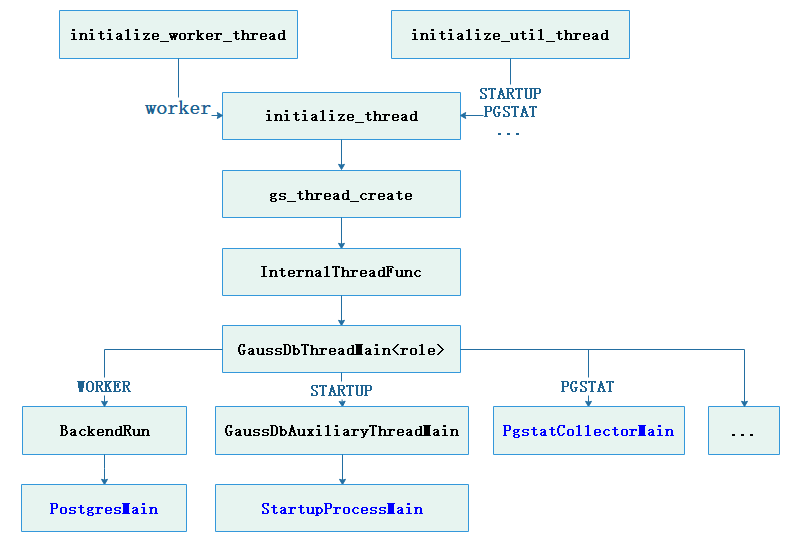 initialize_worker_thread
initialize_util_thread
worker
STARTUP
PGSTAT
...
initialize_thread
gs_thread_create
InternalThreadFunc
GaussDbThreadMain<role>
WORKER
STARTUP
PGSTAT
BackendRun
GaussDbAuxiliaryThreadMain
PgstatCollectorMain
...
PostgresMain
StartupProcessMain